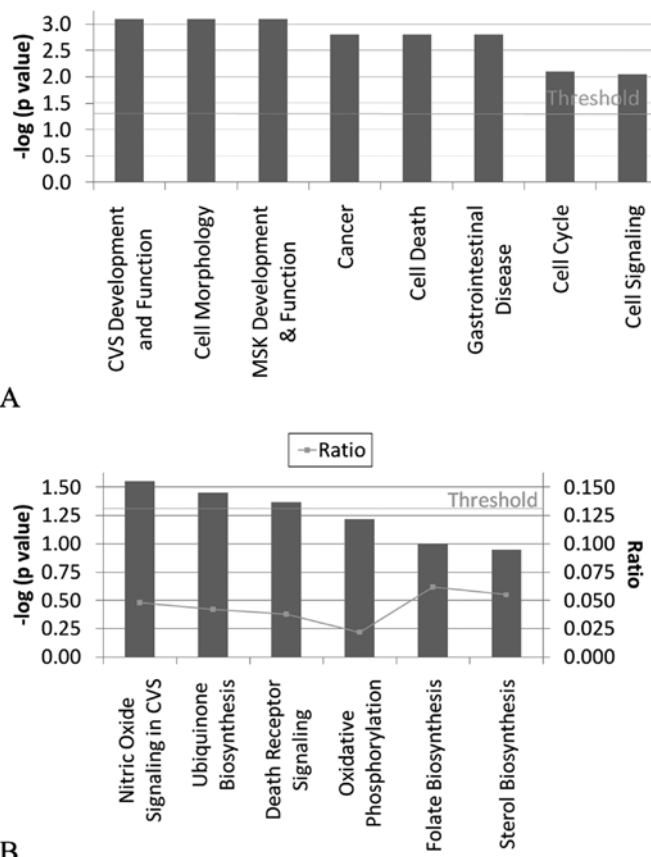 3.0
2.5
2.0
1.5
1.0
0.5
0.0
-log (p value)
Threshold
CVS Development
and Function
Cell Morphology
MSK Development
& Function
Cancer
Cell Death
Gastrointestinal
Disease
Cell Cycle
Cell Signaling
A
Ratio
1.50
1.25
1.00
0.75
0.50
0.25
0.00
-log (p value)
Threshold
0.150
0.125
0.100
0.075
0.050
0.025
0.000
Ratio
Nitric Oxide
Signaling in CVS
Ubiquinone
Biosynthesis
Death Receptor
Signaling
Oxidative
Phosphorylation
Folate Biosynthesis
Sterol Biosynthesis
B